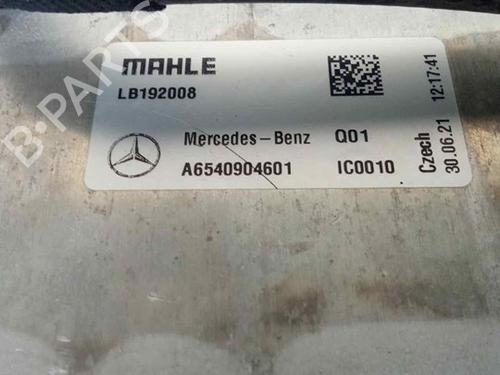 MAHLE
LB192008
Mercedes-Benz Q01
A6540904601 IC0010
Czech
30.06.21 12:17:41
B-PARTS